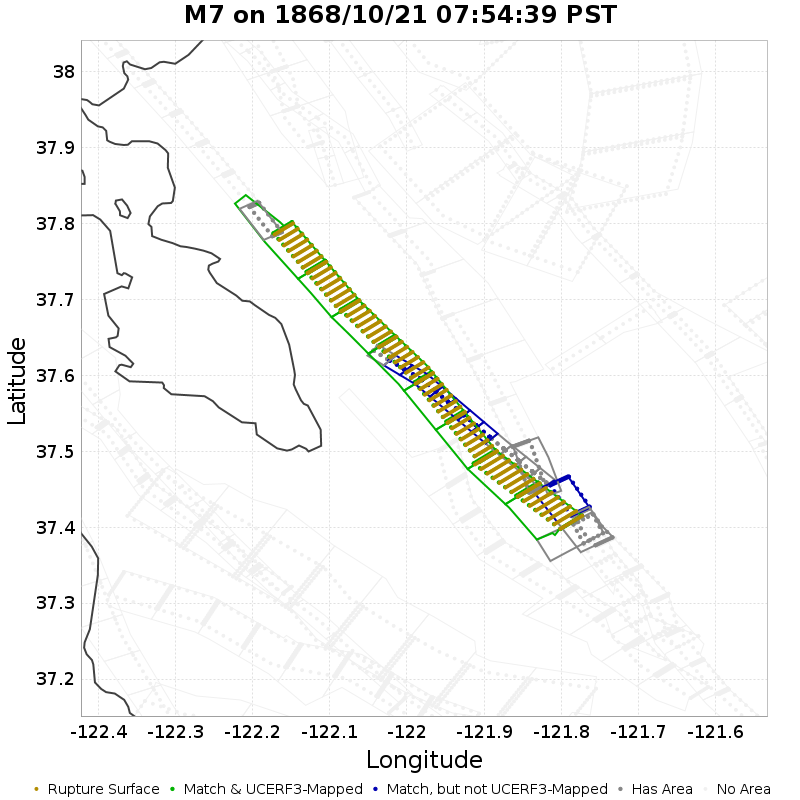 M7 on 1868/10/21 07:54:39 PST
38
37.9
37.8
37.7
37.6
37.5
37.4
37.3
37.2
Latitude
-122.4 -122.3 -122.2 -122.1 -122 -121.9 -121.8 -121.7 -121.6
Longitude
Rupture Surface Match & UCERF3-Mapped Match, but not UCERF3-Mapped Has Area No Area